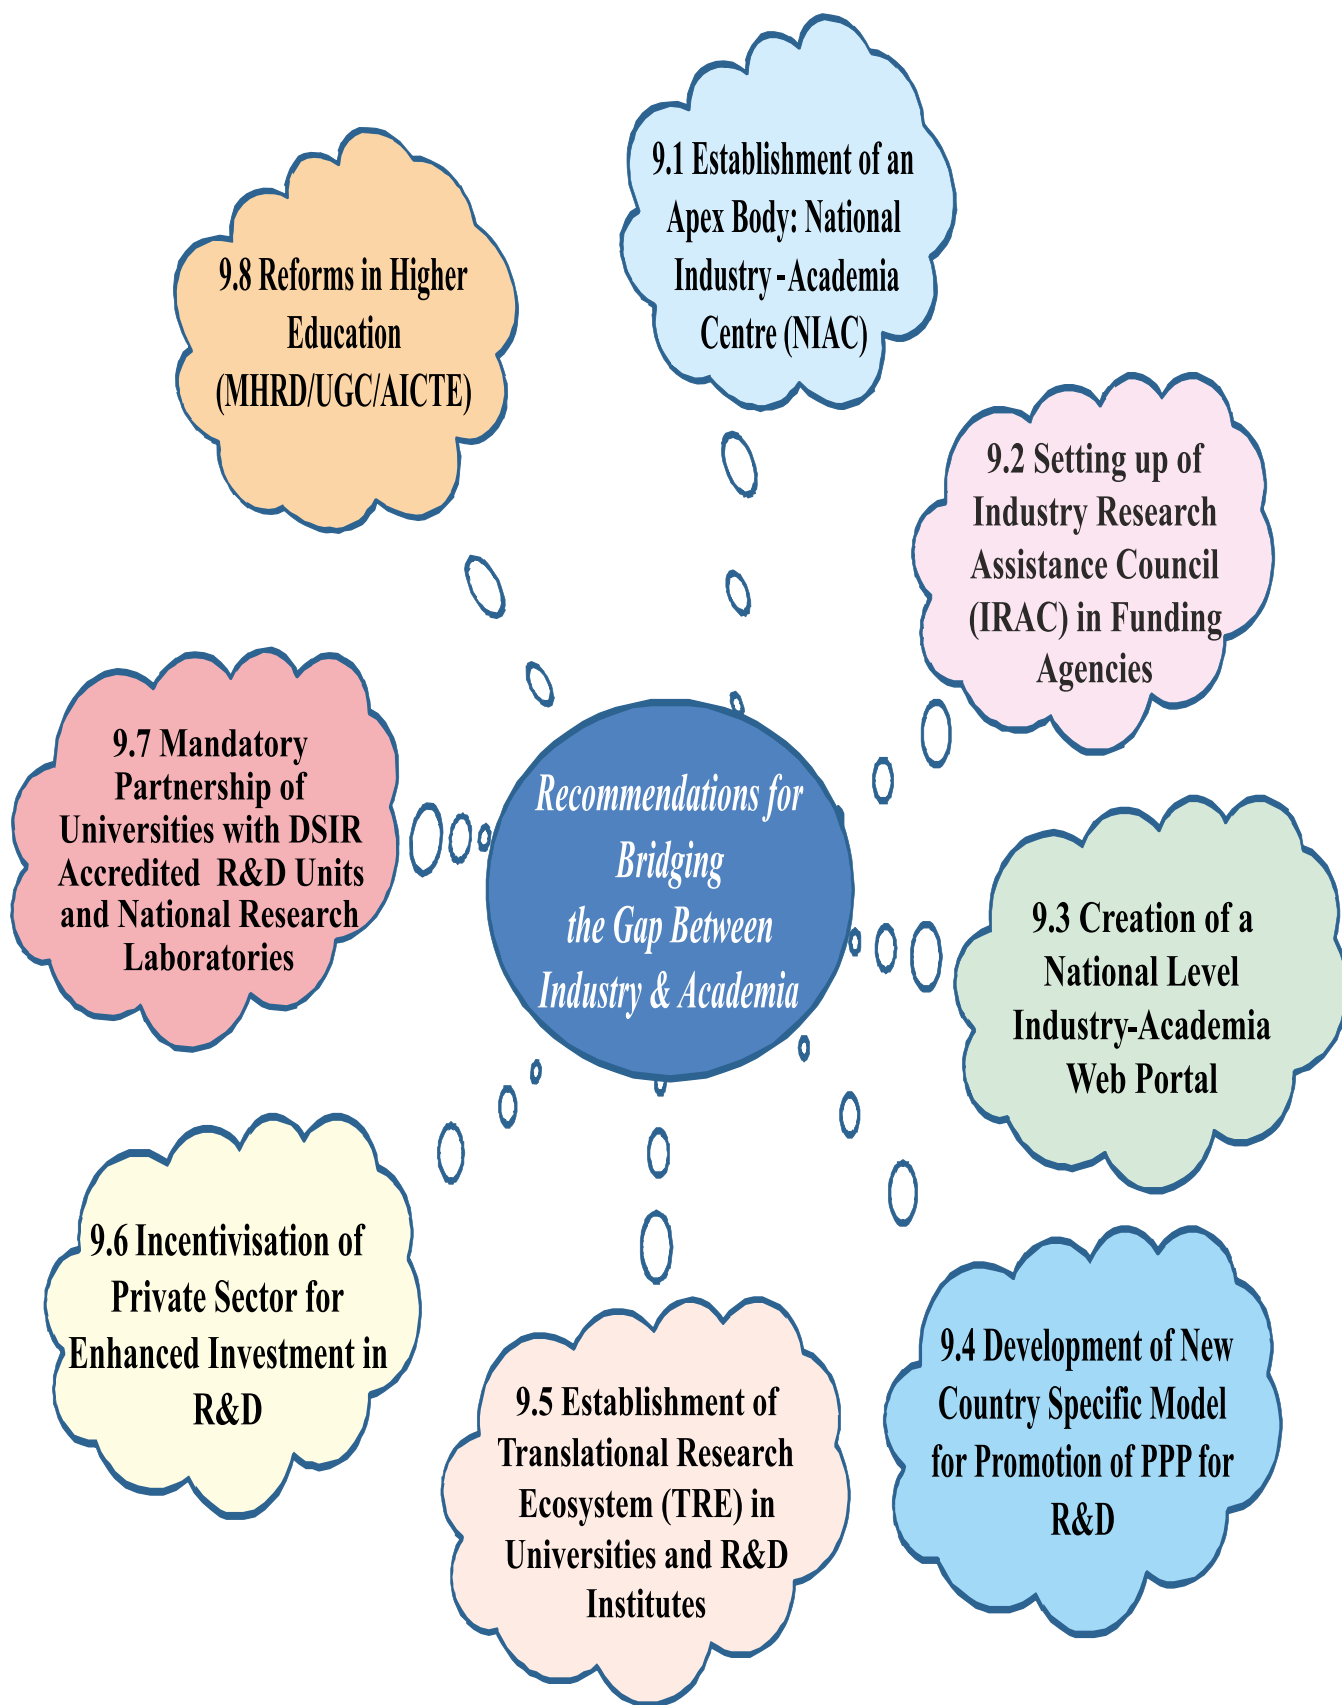 9.1 Establishment of an
Apex Body: National
Industry -Academia
Centre (NIAC)
9.8 Reforms in Higher
Education
(MHRD/UGC/AICTE)
9.2 Setting up of
Industry Research
Assistance Council
(IRAC) in Funding
Agencies
9.7 Mandatory
Partnership of
Universities with DSIR
Accredited R&D Units
and National Research
Laboratories
Recommendations for
Bridging
the Gap Between
Industry & Academia
9.3 Creation of a
National Level
Industry-Academia
Web Portal
9.6 Incentivisation of
Private Sector for
Enhanced Investment in
R&D
9.5 Establishment of
Translational Research
Ecosystem (TRE) in
Universities and R&D
Institutes
9.4 Development of New
Country Specific Model
for Promotion of PPP for
R&D